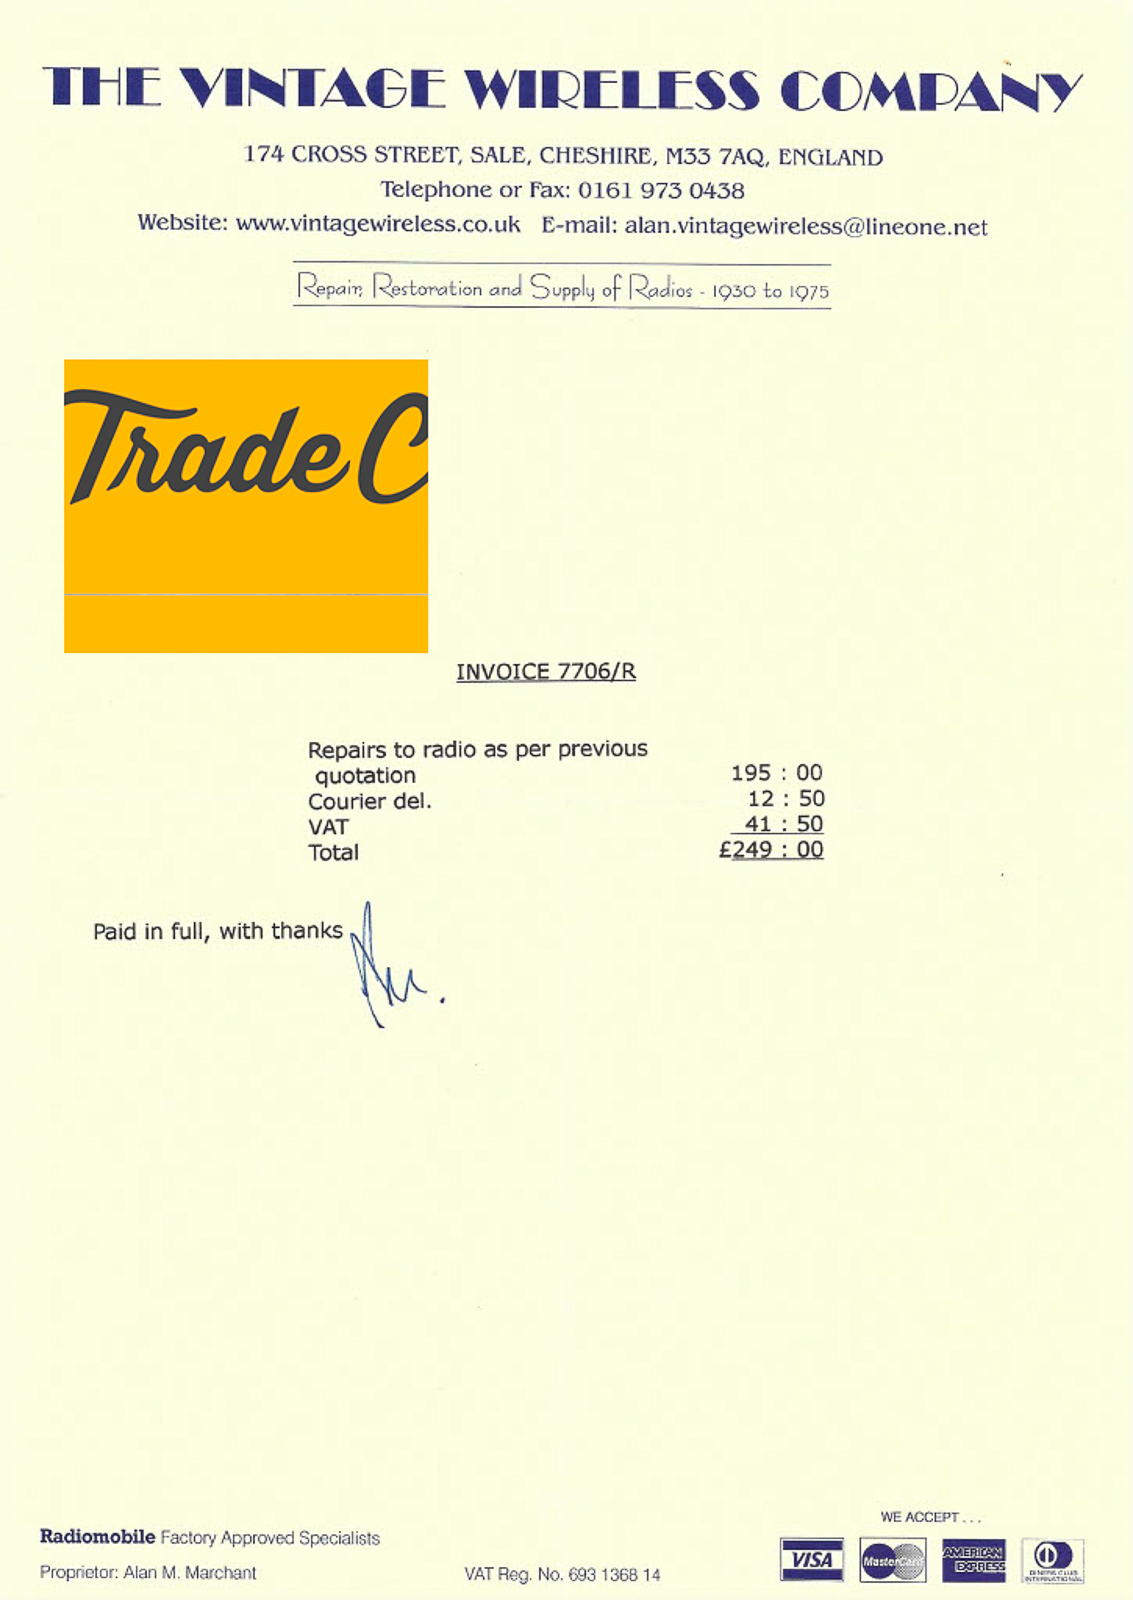 THE VINTAGE WIRELESS COMPANY
174 CROSS STREET, SALE, CHESHIRE, M33 7AQ, ENGLAND
Telephone or Fax: 0161 973 0438
Website: www.vintagewireless.co.uk E-mail: alan.vintagewireless@lineone.net
Repair, Restoration and Supply of Radios - 1930 to 1975
Trade C
INVOICE 7706/R
Repairs to radio as per previous
quotation 195 : 00
Courier del. 12 : 50
VAT 41 : 50
Total £249 : 00
Paid in full, with thanks
WE ACCEPT . . .
Radiomobile Factory Approved Specialists
VISA MasterCard AMERICAN EXPRESS DINERS CLUB INTERNATIONAL
Proprietor: Alan M. Marchant VAT Reg. No. 693 1368 14